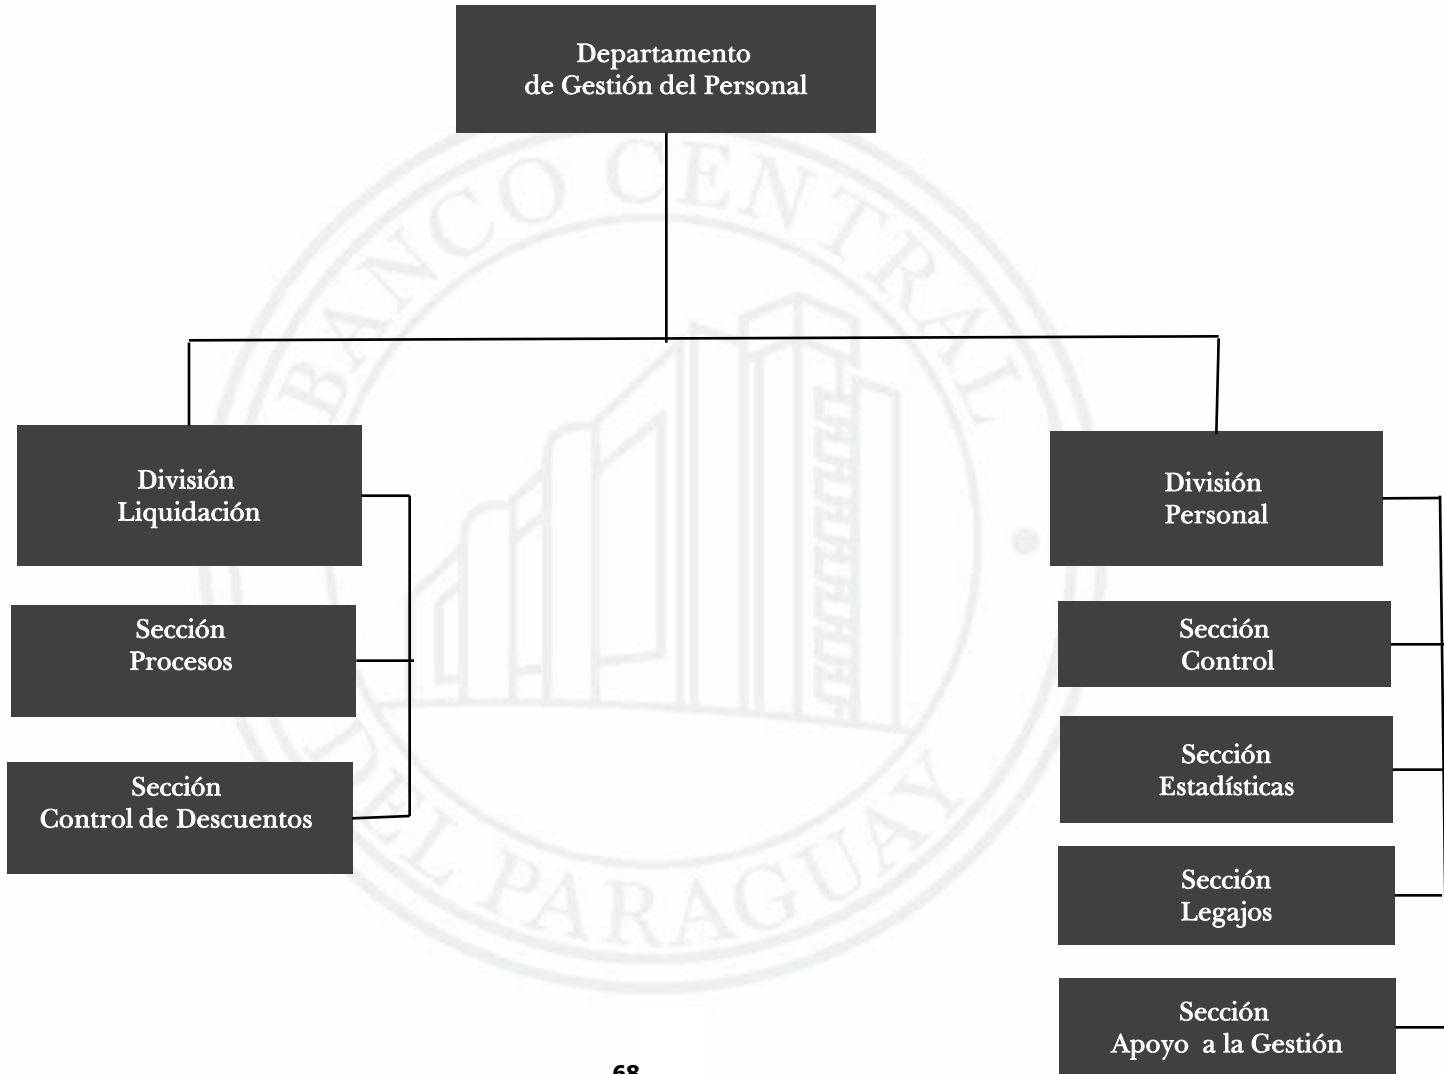 Departamento
de Gestión del Personal
BANCO CENTRAL
DEL PARAGUAY
División
Liquidación
División
Personal
Sección
Procesos
Sección
Control
Sección
Control de Descuentos
Sección
Estadísticas
Sección
Legajos
Sección
Apoyo a la Gestión
68